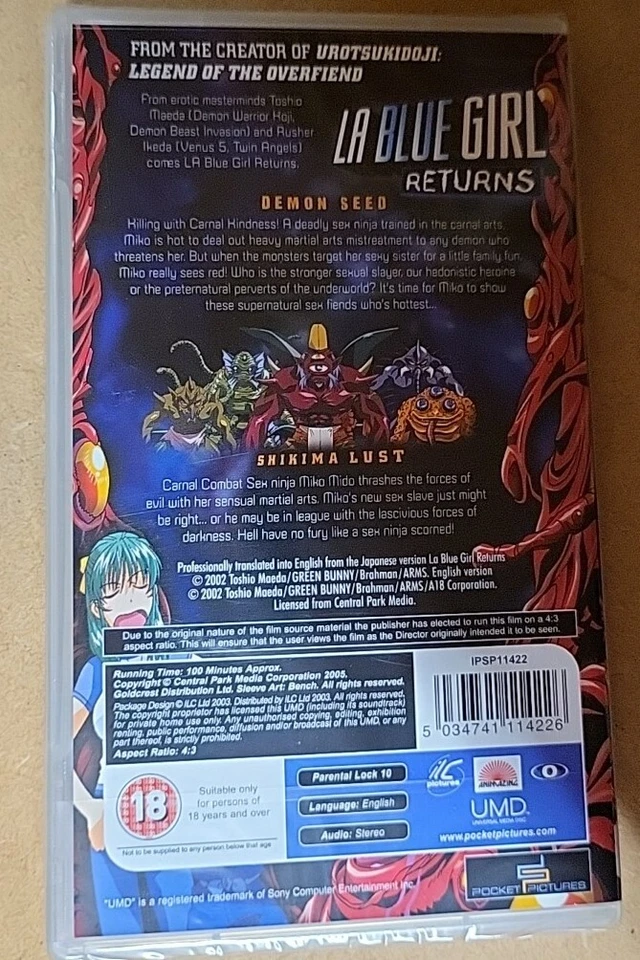 FROM THE CREATOR OF UROTSUKIDOJI:
LEGEND OF THE OVERFIEND
From erotic masterminds Toshio
Maeda (Demon Warrior Koji,
Demon Beast Invasion) and Rusher
Ikeda (Venus 5, Twin Angels)
comes LA Blue Girl Returns.
LA BLUE GIRL
RETURNS
DEMON SEED
Killing with Carnal Kindness! A deadly sex ninja trained in the carnal arts,
Miko is hot to deal out heavy martial arts mistreatment to any demon who
threatens her. But when the monsters target her sexy sister for a little family fun,
Miko really sees red! Who is the stronger sexual slayer, our hedonistic heroine
or the preternatural perverts of the underworld? It's time for Miko to show
these supernatural sex fiends who's hottest...
SHIKIMA LUST
Carnal Combat Sex ninja Miko Mido thrashes the forces of
evil with her sensual martial arts. Miko's new sex slave just might
be right... or he may be in league with the lascivious forces of
darkness. Hell have no fury like a sex ninja scorned!
Professionally translated into English from the Japanese version La Blue Girl Returns
© 2002 Toshio Maeda/GREEN BUNNY/Brahman/ARMS. English version
© 2002 Toshio Maeda/GREEN BUNNY/Brahman/ARMS/A18 Corporation.
Licensed from Central Park Media.
Due to the original nature of the film source material the publisher has elected to run this film on a 4:3
aspect ratio. This will ensure that the user views the film as the Director originally intended it to be seen.
Running Time: 100 Minutes Approx.
Copyright © Central Park Media Corporation 2005.
Goldcrest Distribution Ltd. Sleeve Art: Bench. All rights reserved.
Package Design © ILC Ltd 2003. Distributed by ILC Ltd 2003. All rights reserved.
The copyright proprietor has licensed this UMD (including its soundtrack)
for private home use only. Any unauthorised copying, editing, exhibition
renting, public performance, diffusion and/or broadcast of this UMD, or any
part thereof, is strictly prohibited.
Aspect Ratio: 4:3
IPSP11422
5 034741 114226
18
Suitable only
for persons of
18 years and over
Not to be supplied to any person below that age
Parental Lock 10
Language: English
Audio: Stereo
ilc
pictures
ANIMAZING
UMD
UNIVERSAL MEDIA DISC
www.pocketpictures.com
POCKET PICTURES
"UMD" is a registered trademark of Sony Computer Entertainment Inc.